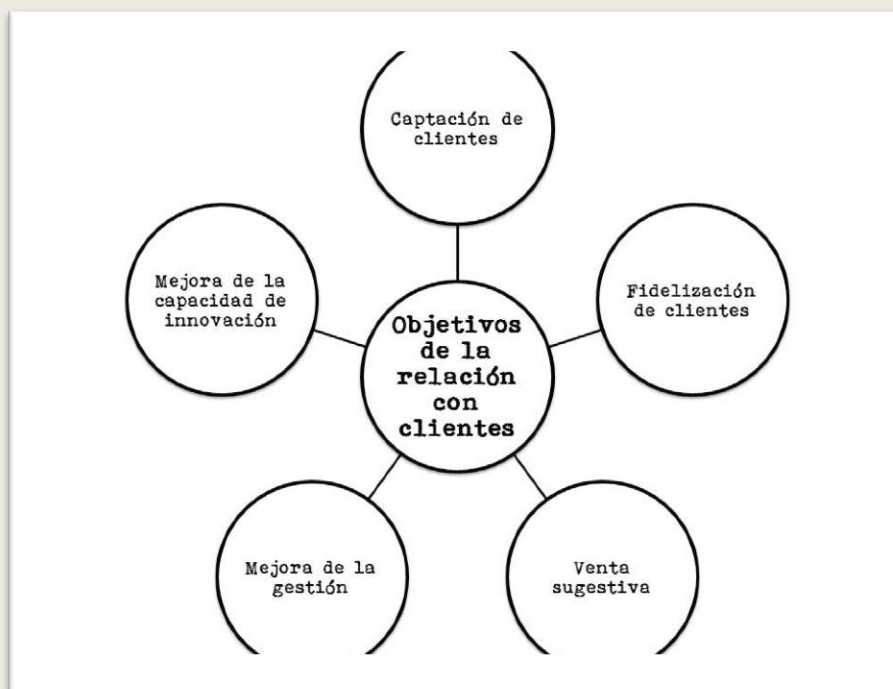 Captación de
clientes
Mejora de la
capacidad de
innovación
Fidelización
de clientes
Objetivos
de la
relación
con
clientes
Mejora de la
gestión
Venta
sugestiva